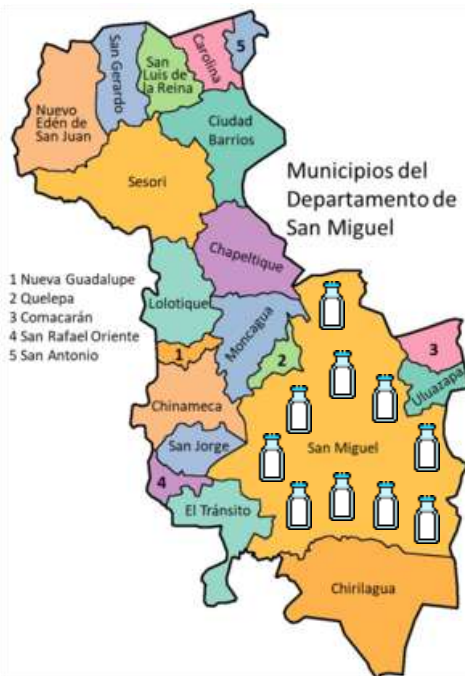 San Gerardo
San
Luis de
la Reina
Carolina
5
Nuevo
Edén de
San Juan
Ciudad
Barrios
Sesori
Municipios del
Departamento de
San Miguel
Chapeltique
1 Nueva Guadalupe
2 Quelepa
3 Comacarán
4 San Rafael Oriente
5 San Antonio
Lolotique
Moncagua
1
2
3
Uluazapa
Chinameca
San Jorge
San Miguel
4
El Tránsito
Chirilagua